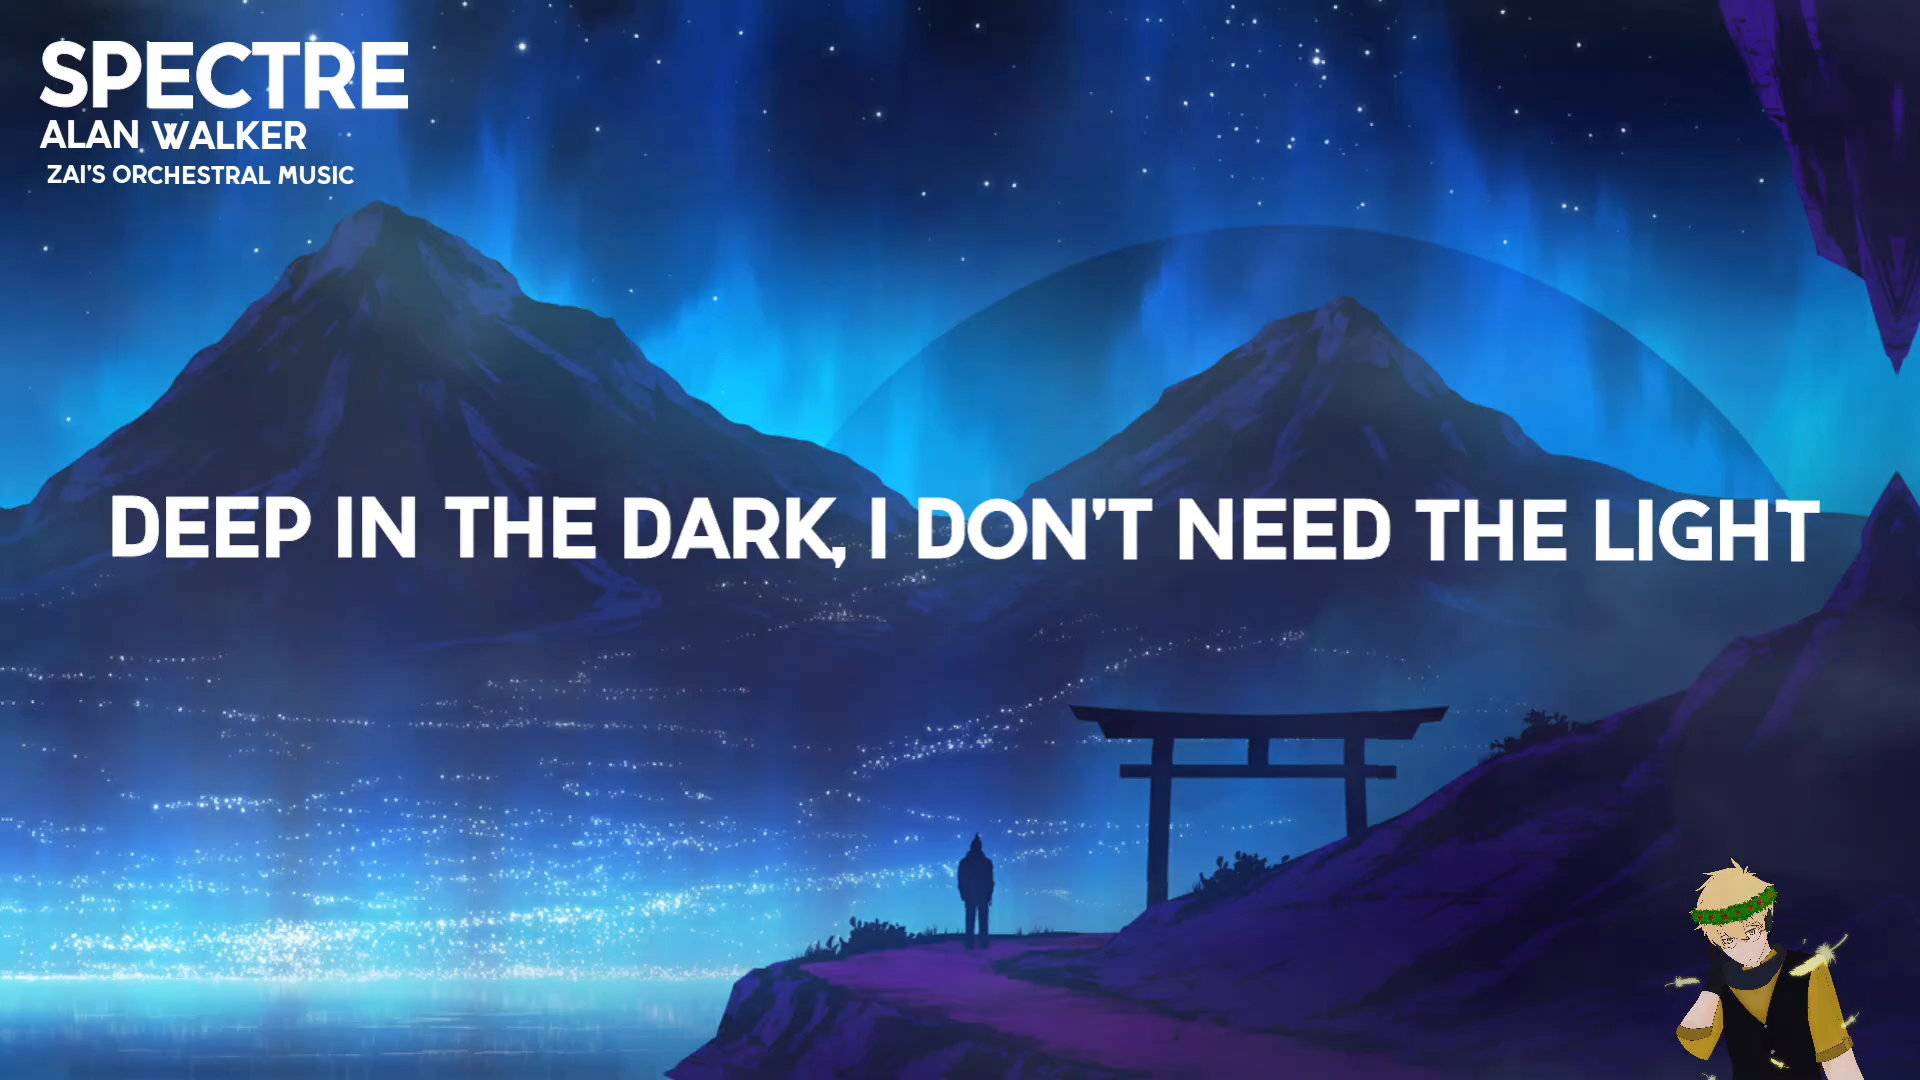 SPECTRE
ALAN WALKER
ZAI'S ORCHESTRAL MUSIC
DEEP IN THE DARK, I DON'T NEED THE LIGHT